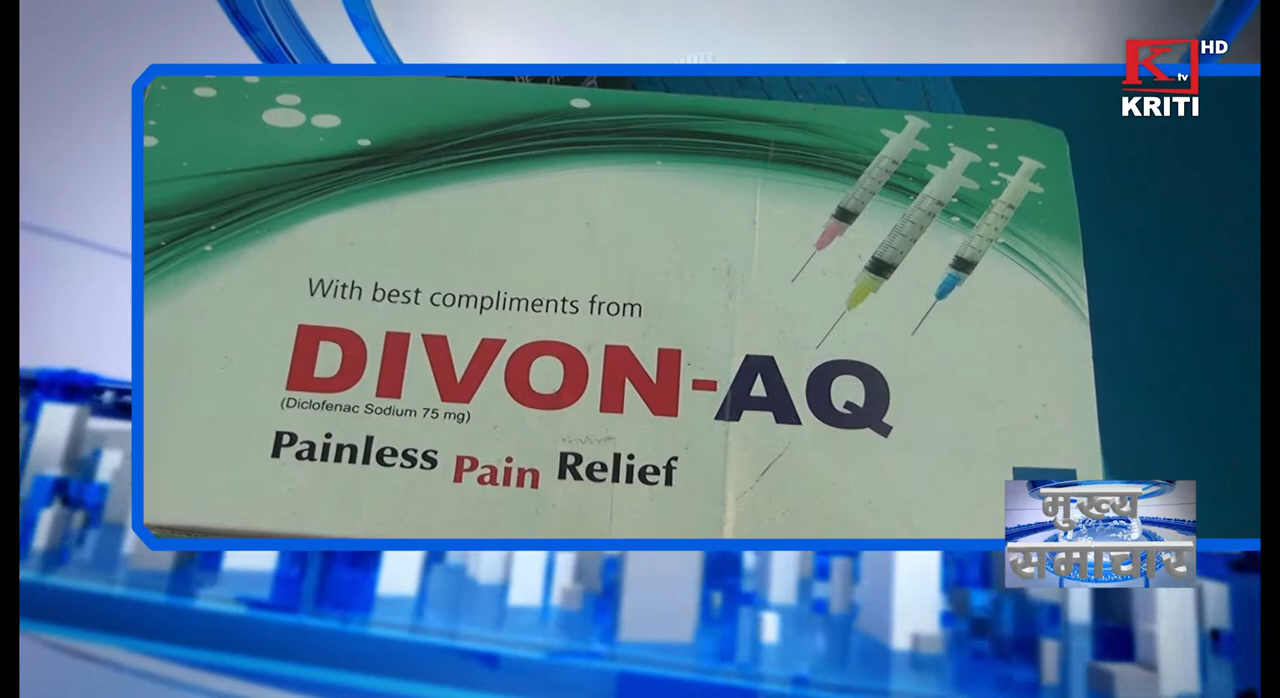 HD
K tv
KRITI
With best compliments from
DIVON-AQ
(Diclofenac Sodium 75 mg)
Painless Pain Relief
मुख्य
समाचार